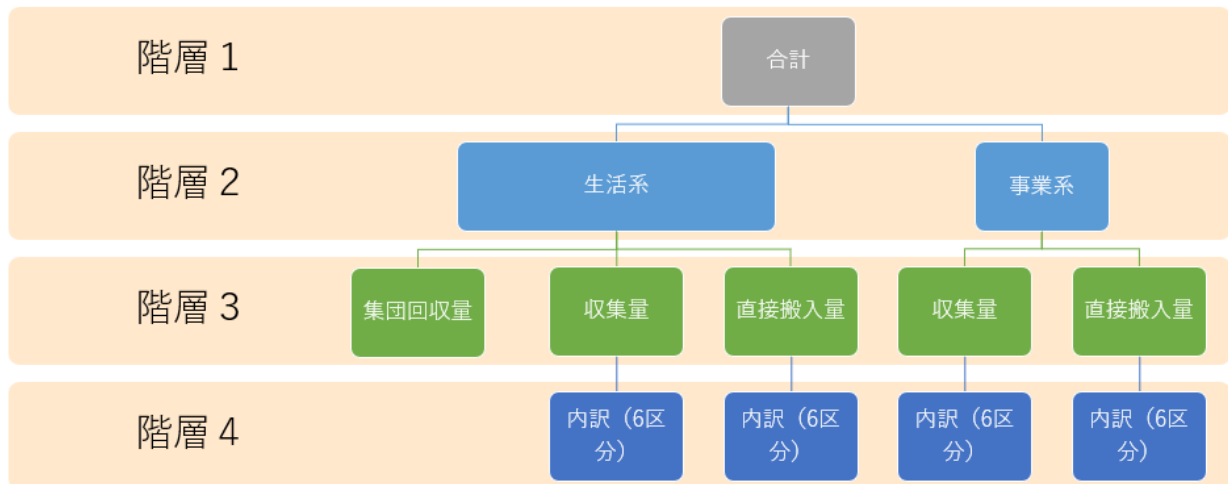 階層 1
合計
階層 2
生活系
事業系
階層 3
集団回収量
収集量
直接搬入量
収集量
直接搬入量
階層 4
内訳（6区
分）
内訳（6区
分）
内訳（6区
分）
内訳（6区
分）